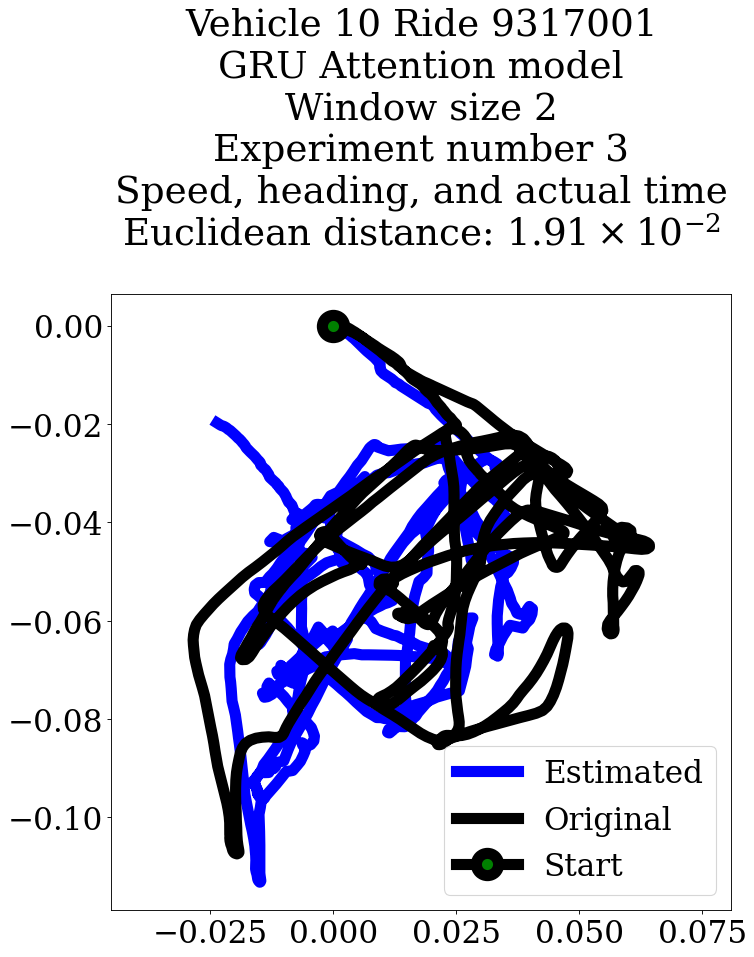 Vehicle 10 Ride 9317001
GRU Attention model
Window size 2
Experiment number 3
Speed, heading, and actual time
Euclidean distance: 1.91 × 10⁻²
0.00
−0.02
−0.04
−0.06
−0.08
−0.10
Estimated
Original
Start
−0.025 0.000 0.025 0.050 0.075